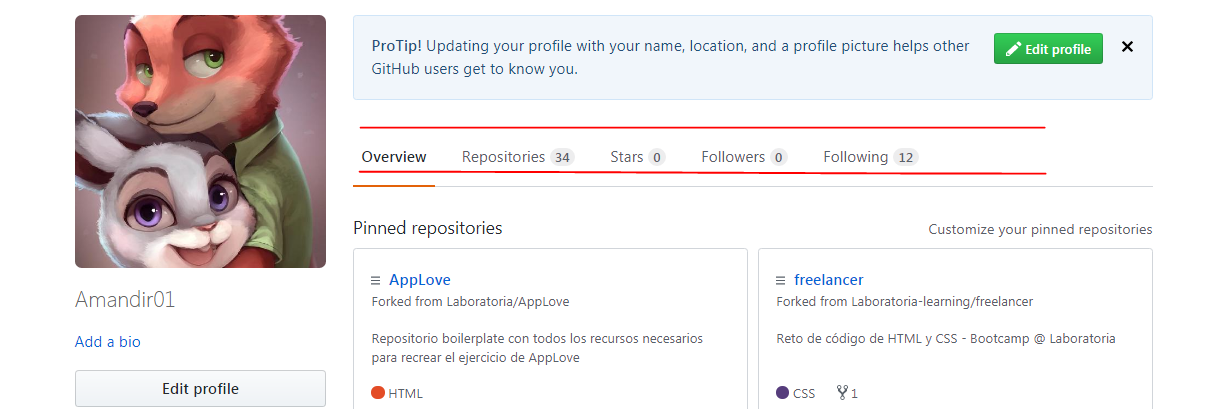 ProTip! Updating your profile with your name, location, and a profile picture helps other
GitHub users get to know you.
Edit profile
Overview Repositories 34 Stars 0 Followers 0 Following 12
Pinned repositories
Customize your pinned repositories
AppLove
Forked from Laboratoria/AppLove
Repositorio boilerplate con todos los recursos necesarios
para recrear el ejercicio de AppLove
HTML
freelancer
Forked from Laboratoria-learning/freelancer
Reto de código de HTML y CSS - Bootcamp @ Laboratoria
CSS 1
Amandir01
Add a bio
Edit profile